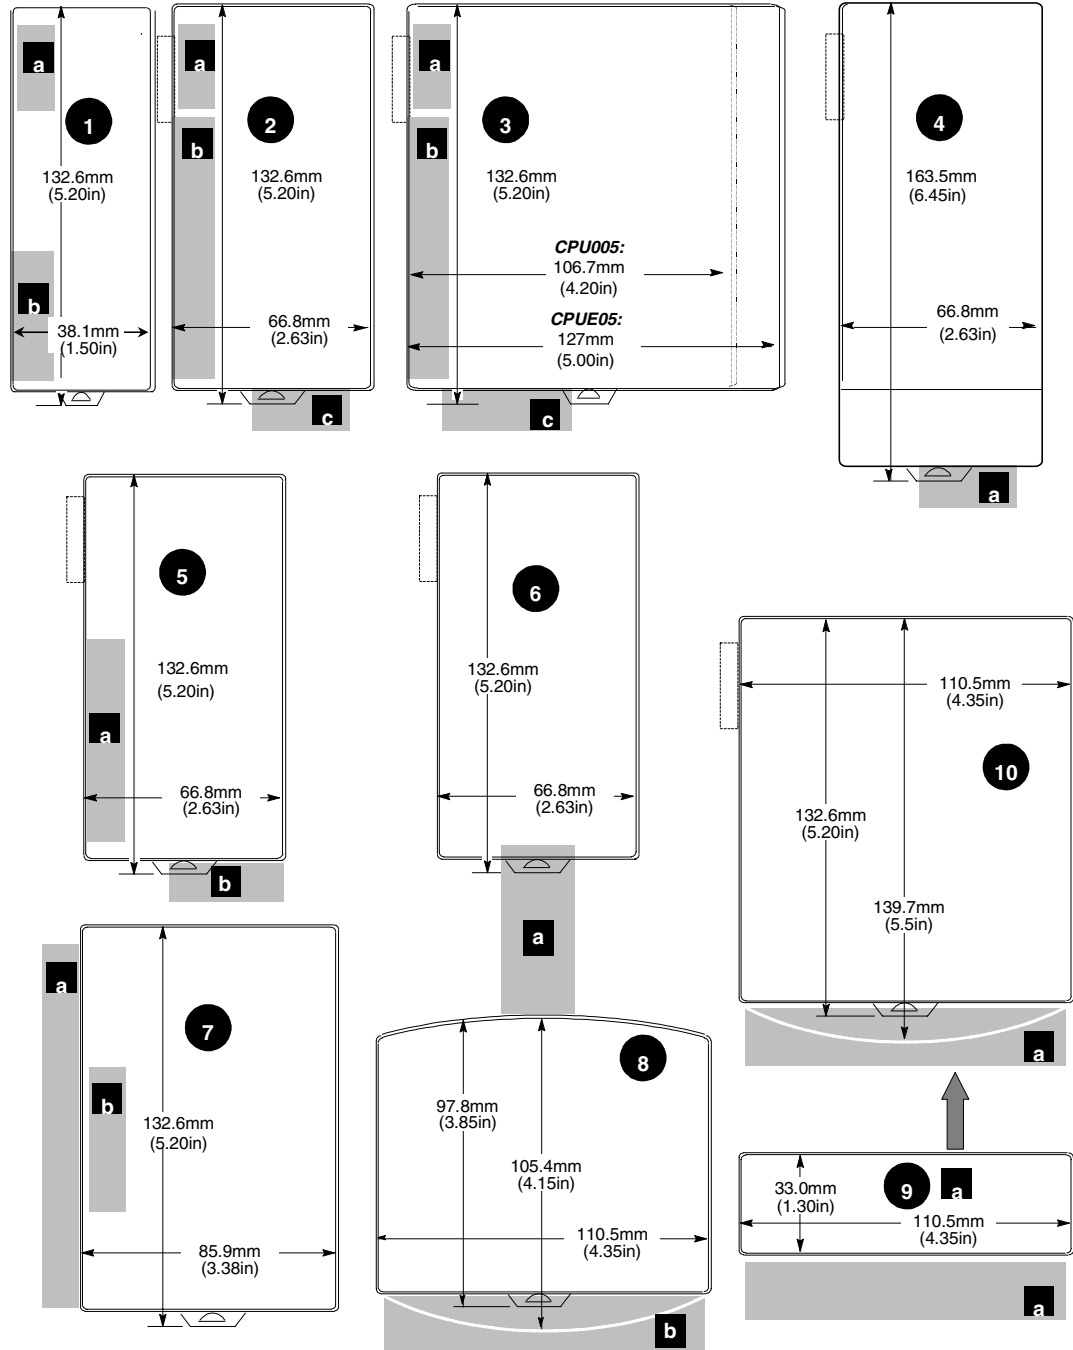 a
1
132.6mm
(5.20in)
b
38.1mm
(1.50in)
a
2
b
132.6mm
(5.20in)
66.8mm
(2.63in)
c
a
3
b
132.6mm
(5.20in)
CPU005:
106.7mm
(4.20in)
CPUE05:
127mm
(5.00in)
c
4
163.5mm
(6.45in)
66.8mm
(2.63in)
a
5
132.6mm
(5.20in)
a
66.8mm
(2.63in)
b
6
132.6mm
(5.20in)
66.8mm
(2.63in)
a
110.5mm
(4.35in)
10
132.6mm
(5.20in)
139.7mm
(5.5in)
a
a
7
b
132.6mm
(5.20in)
85.9mm
(3.38in)
8
97.8mm
(3.85in)
105.4mm
(4.15in)
110.5mm
(4.35in)
b
9
a
33.0mm
(1.30in)
110.5mm
(4.35in)
a